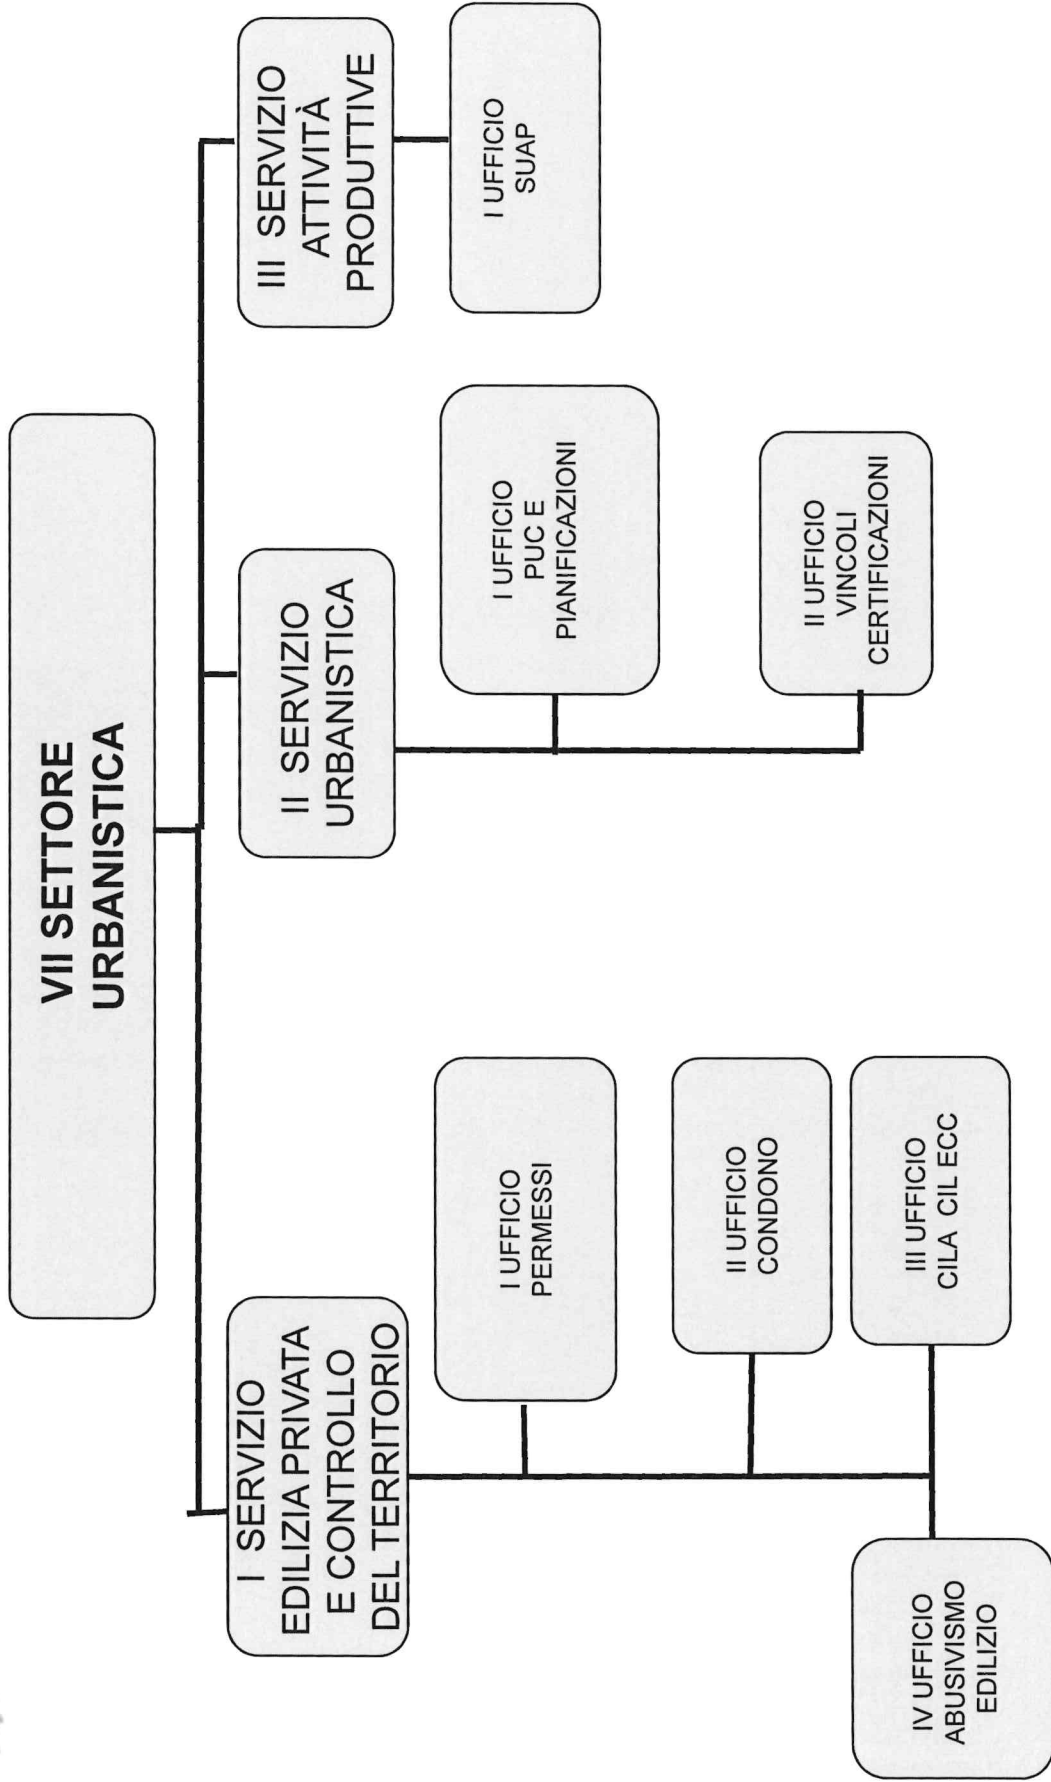 VII SETTORE
URBANISTICA
I SERVIZIO
EDILIZIA PRIVATA
E CONTROLLO
DEL TERRITORIO
II SERVIZIO
URBANISTICA
III SERVIZIO
ATTIVITÀ
PRODUTTIVE
I UFFICIO
PERMESSI
II UFFICIO
CONDONO
III UFFICIO
CILA CIL ECC
IV UFFICIO
ABUSIVISMO
EDILIZIO
I UFFICIO
PUC E
PIANIFICAZIONI
II UFFICIO
VINCOLI
CERTIFICAZIONI
I UFFICIO
SUAP